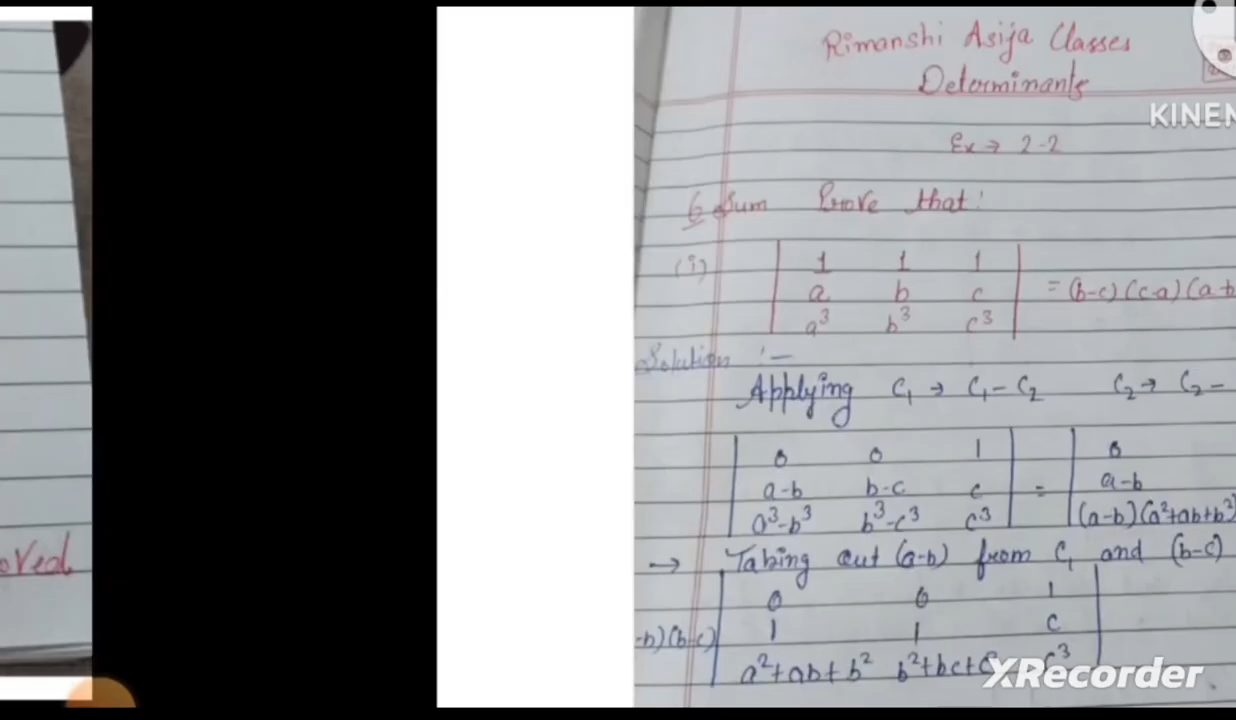 oved
Rimanshi Asija Classes
Determinants
KINEM
Ex → 2-2
6 Sum Prove that:
(i) | 1 1 1 |
| a b c | = (b-c)(c-a)(a-b
| a³ b³ c³ |
Solution :-
Applying C₁ → C₁-C₂ C₂ → C₂-
| 0 0 1 | | 0
| a-b b-c c | = | a-b
| a³-b³ b³-c³ c³ | | (a-b)(a²+ab+b²)
→ Taking out (a-b) from C₁ and (b-c)
| 0 0 1 |
-b)(b-c) | 1 1 c |
| a²+ab+b² b²+bc+c c³ |
XRecorder